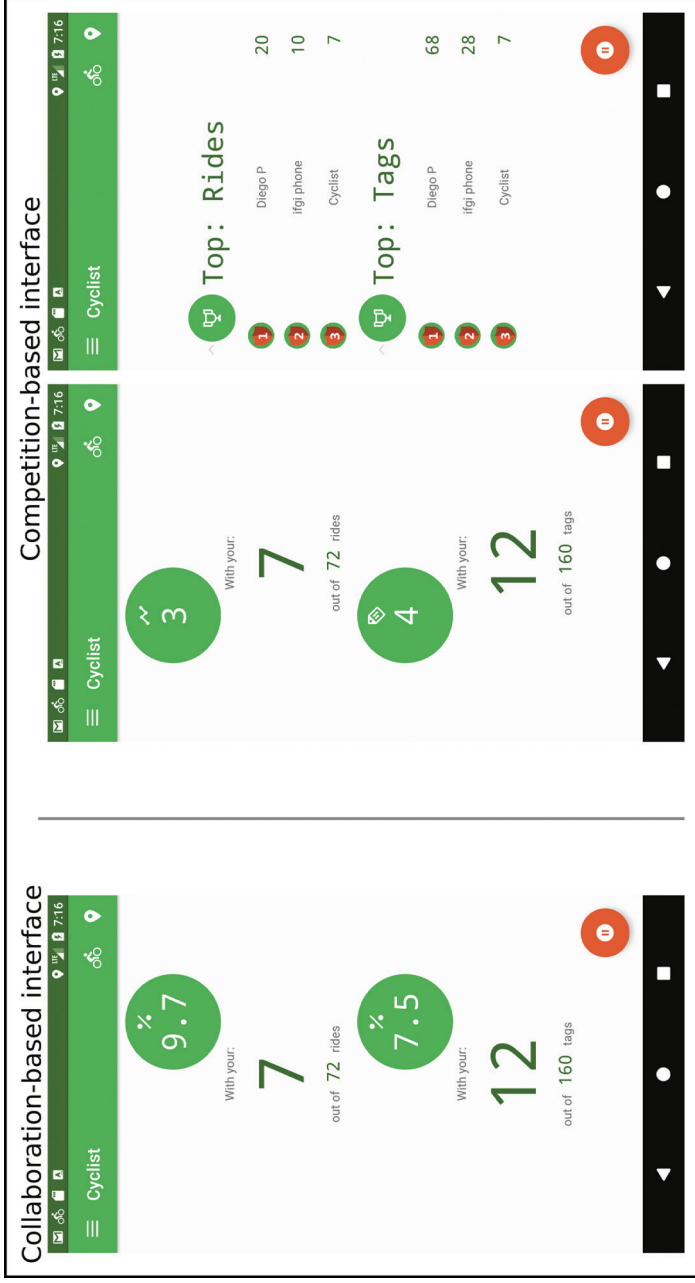 Collaboration-based interface
7:16
Cyclist
%
9.7
With your:
7
out of 72 rides
%
7.5
With your:
12
out of 160 tags
Competition-based interface
LTE 7:16
Cyclist
3
With your:
7
out of 72 rides
4
With your:
12
out of 160 tags
LTE 7:16
Cyclist
Top: Rides
1 Diego P 20
2 ifgi phone 10
3 Cyclist 7
Top: Tags
1 Diego P 68
2 ifgi phone 28
3 Cyclist 7